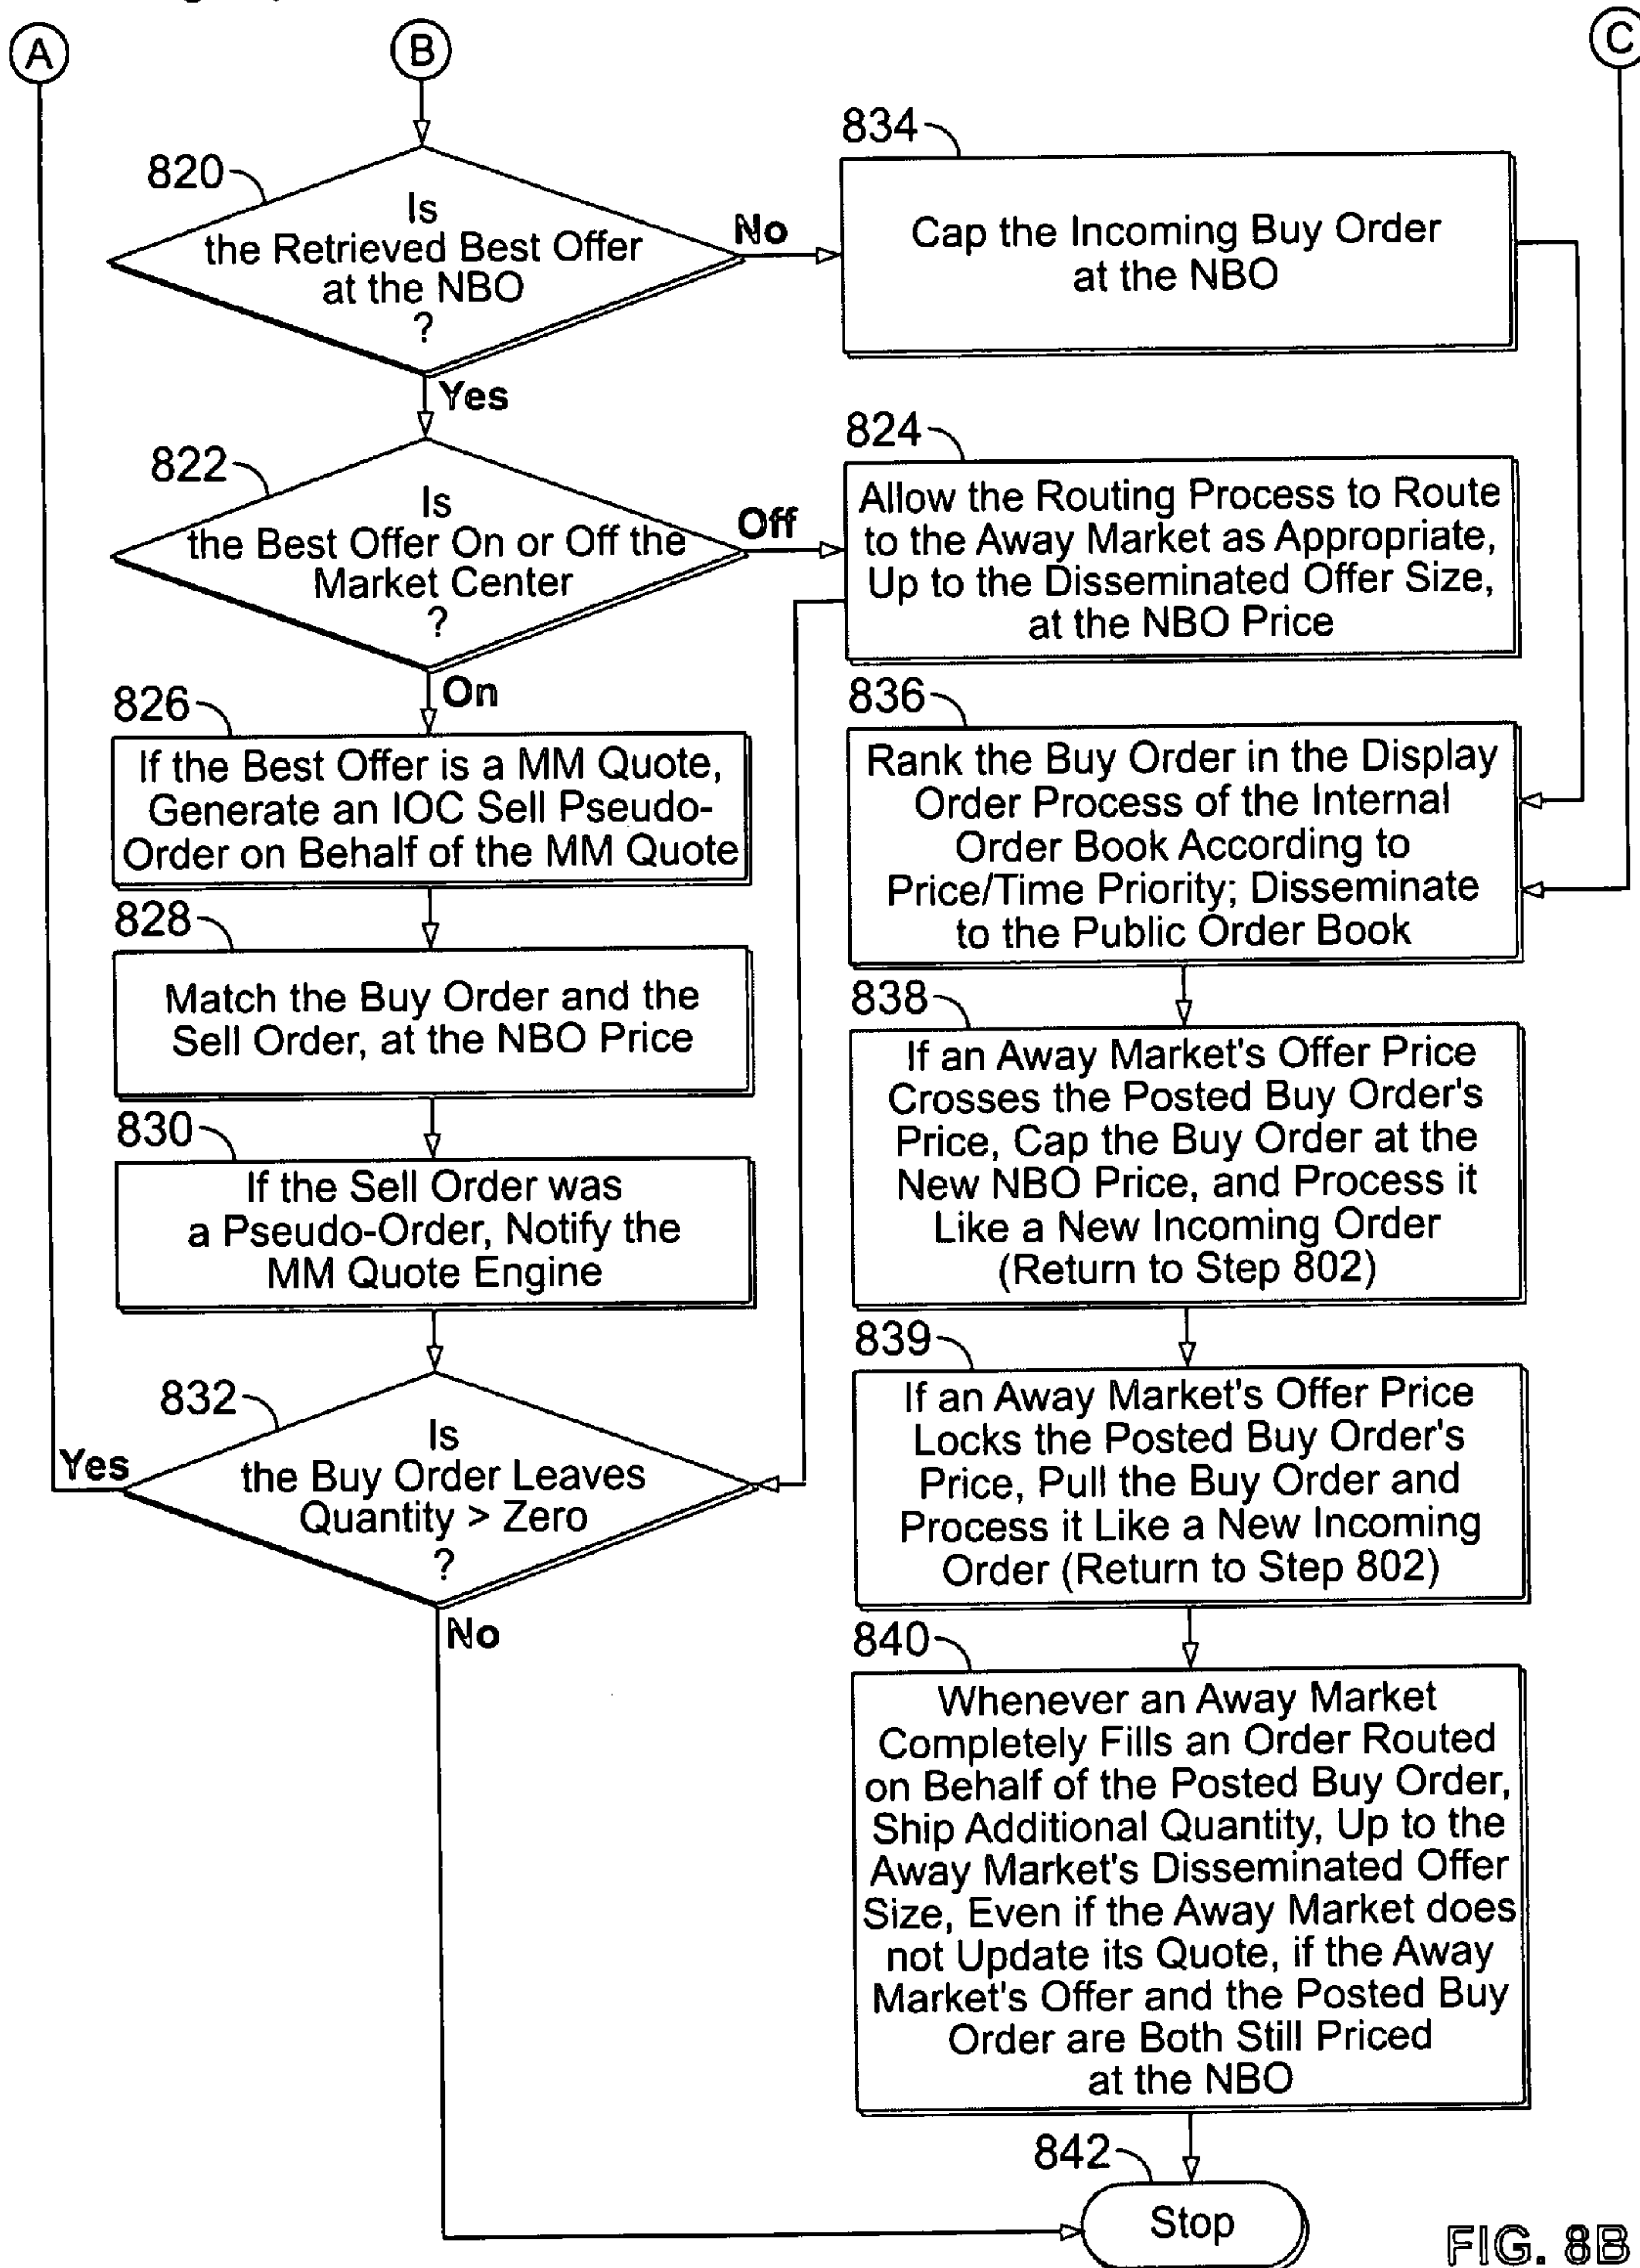 A
B
C
820
Is
the Retrieved Best Offer
at the NBO
?
No
Yes
834
Cap the Incoming Buy Order
at the NBO
822
Is
the Best Offer On or Off the
Market Center
?
Off
On
824
Allow the Routing Process to Route
to the Away Market as Appropriate,
Up to the Disseminated Offer Size,
at the NBO Price
826
If the Best Offer is a MM Quote,
Generate an IOC Sell Pseudo-
Order on Behalf of the MM Quote
828
Match the Buy Order and the
Sell Order, at the NBO Price
830
If the Sell Order was
a Pseudo-Order, Notify the
MM Quote Engine
832
Is
the Buy Order Leaves
Quantity > Zero
?
Yes
No
836
Rank the Buy Order in the Display
Order Process of the Internal
Order Book According to
Price/Time Priority; Disseminate
to the Public Order Book
838
If an Away Market's Offer Price
Crosses the Posted Buy Order's
Price, Cap the Buy Order at the
New NBO Price, and Process it
Like a New Incoming Order
(Return to Step 802)
839
If an Away Market's Offer Price
Locks the Posted Buy Order's
Price, Pull the Buy Order and
Process it Like a New Incoming
Order (Return to Step 802)
840
Whenever an Away Market
Completely Fills an Order Routed
on Behalf of the Posted Buy Order,
Ship Additional Quantity, Up to the
Away Market's Disseminated Offer
Size, Even if the Away Market does
not Update its Quote, if the Away
Market's Offer and the Posted Buy
Order are Both Still Priced
at the NBO
842
Stop
FIG. 8B